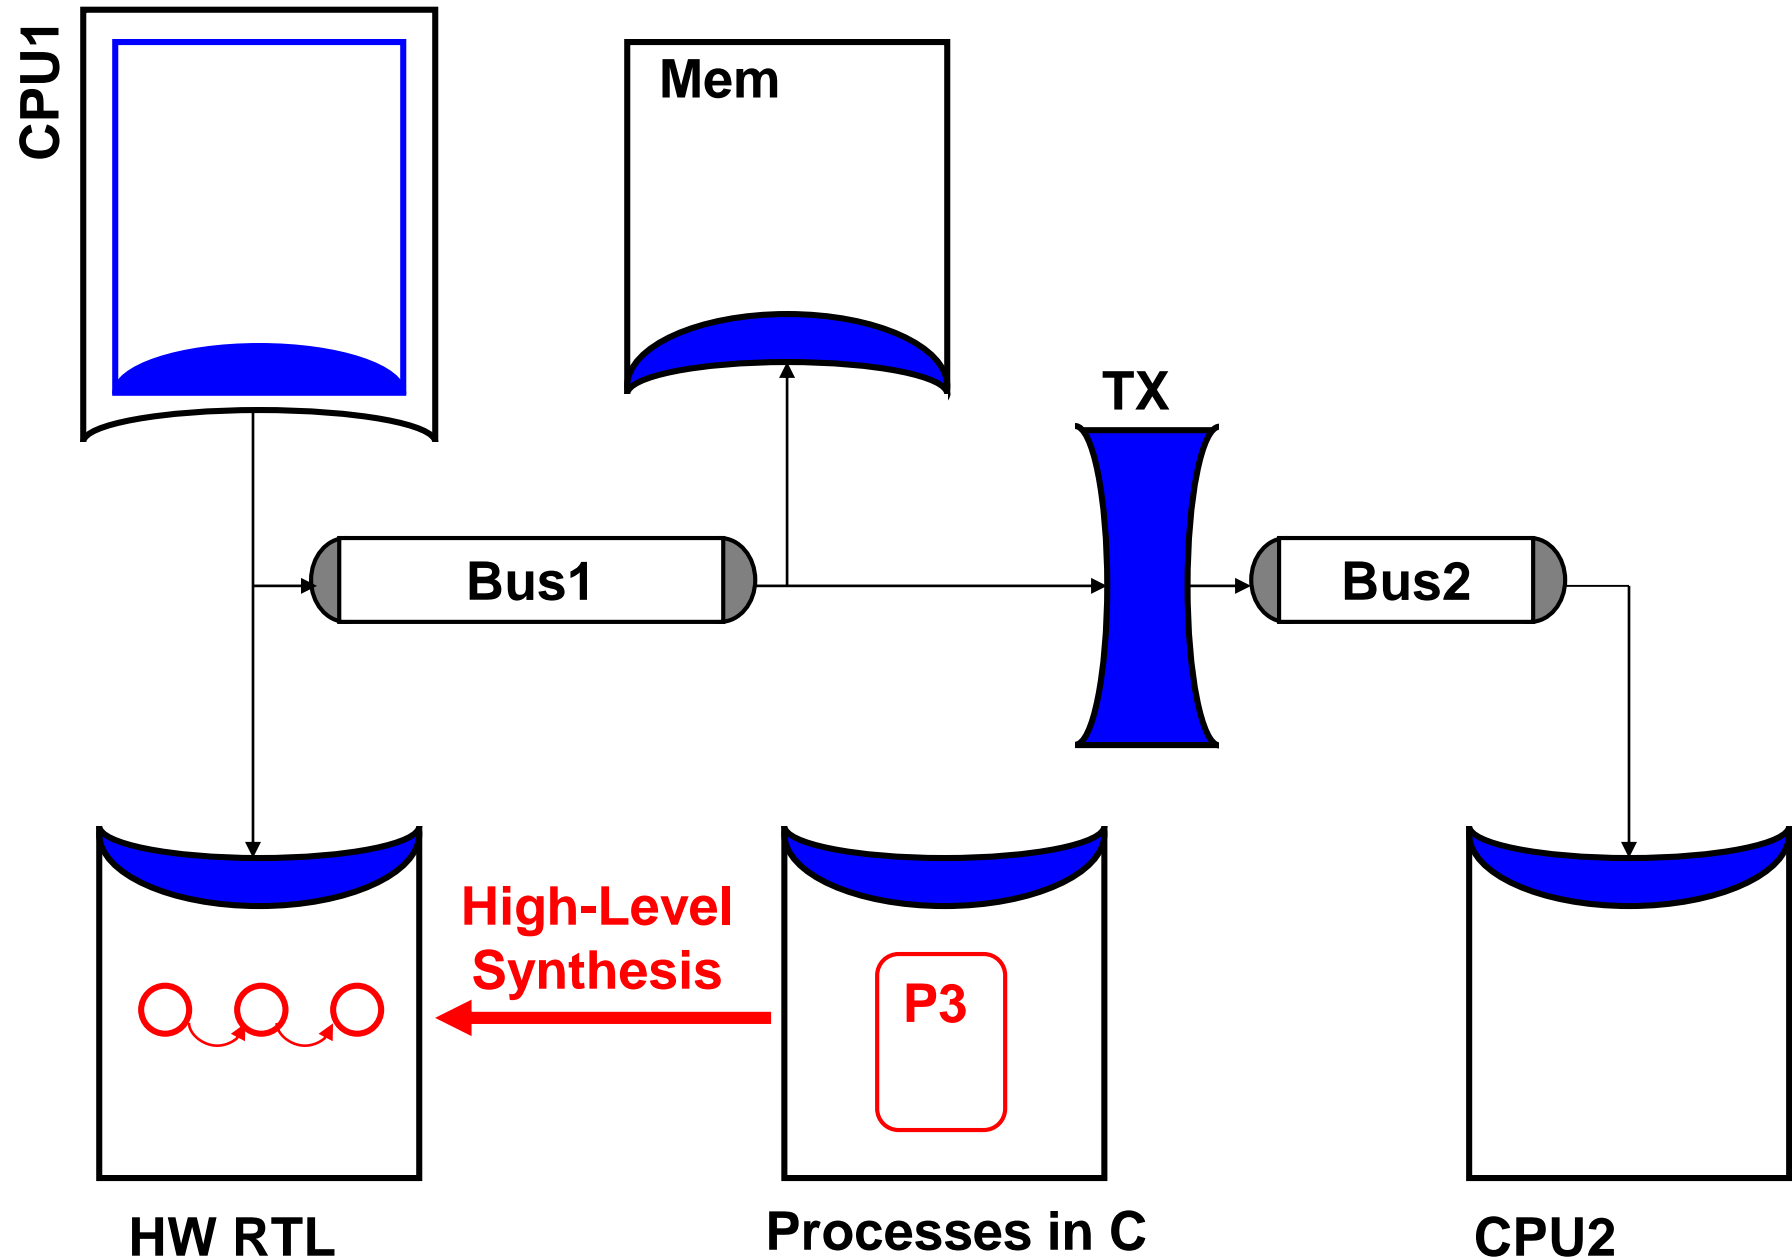 CPU1
Mem
TX
Bus1
Bus2
High-Level
Synthesis
P3
HW RTL
Processes in C
CPU2